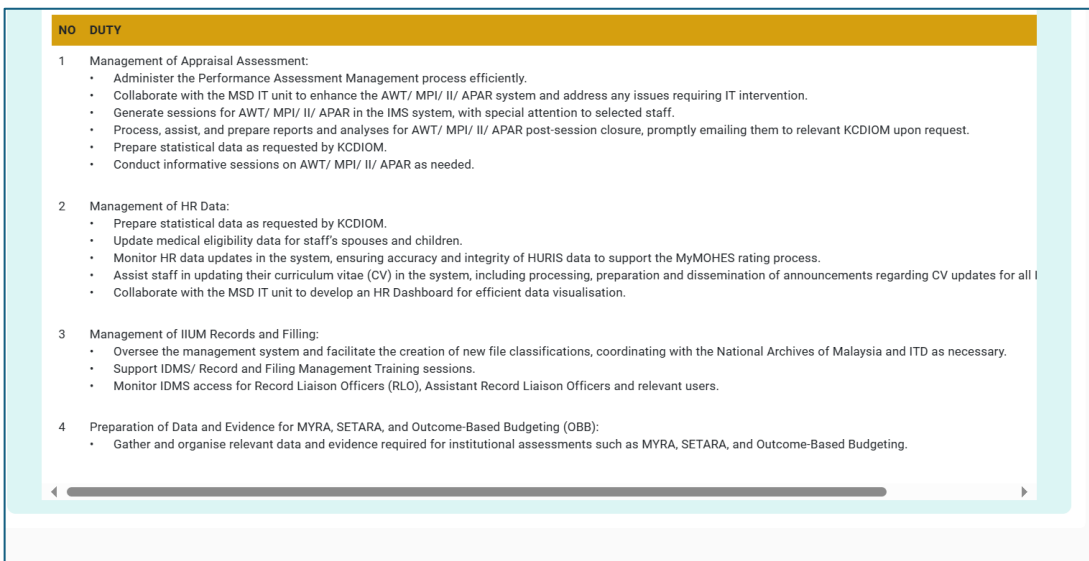 NO DUTY
1 Management of Appraisal Assessment:
• Administer the Performance Assessment Management process efficiently.
• Collaborate with the MSD IT unit to enhance the AWT/ MPI/ II/ APAR system and address any issues requiring IT intervention.
• Generate sessions for AWT/ MPI/ II/ APAR in the IMS system, with special attention to selected staff.
• Process, assist, and prepare reports and analyses for AWT/ MPI/ II/ APAR post-session closure, promptly emailing them to relevant KCDIOM upon request.
• Prepare statistical data as requested by KCDIOM.
• Conduct informative sessions on AWT/ MPI/ II/ APAR as needed.
2 Management of HR Data:
• Prepare statistical data as requested by KCDIOM.
• Update medical eligibility data for staff's spouses and children.
• Monitor HR data updates in the system, ensuring accuracy and integrity of HURIS data to support the MyMOHES rating process.
• Assist staff in updating their curriculum vitae (CV) in the system, including processing, preparation and dissemination of announcements regarding CV updates for all
• Collaborate with the MSD IT unit to develop an HR Dashboard for efficient data visualisation.
3 Management of IIUM Records and Filling:
• Oversee the management system and facilitate the creation of new file classifications, coordinating with the National Archives of Malaysia and ITD as necessary.
• Support IDMS/ Record and Filing Management Training sessions.
• Monitor IDMS access for Record Liaison Officers (RLO), Assistant Record Liaison Officers and relevant users.
4 Preparation of Data and Evidence for MYRA, SETARA, and Outcome-Based Budgeting (OBB):
• Gather and organise relevant data and evidence required for institutional assessments such as MYRA, SETARA, and Outcome-Based Budgeting.